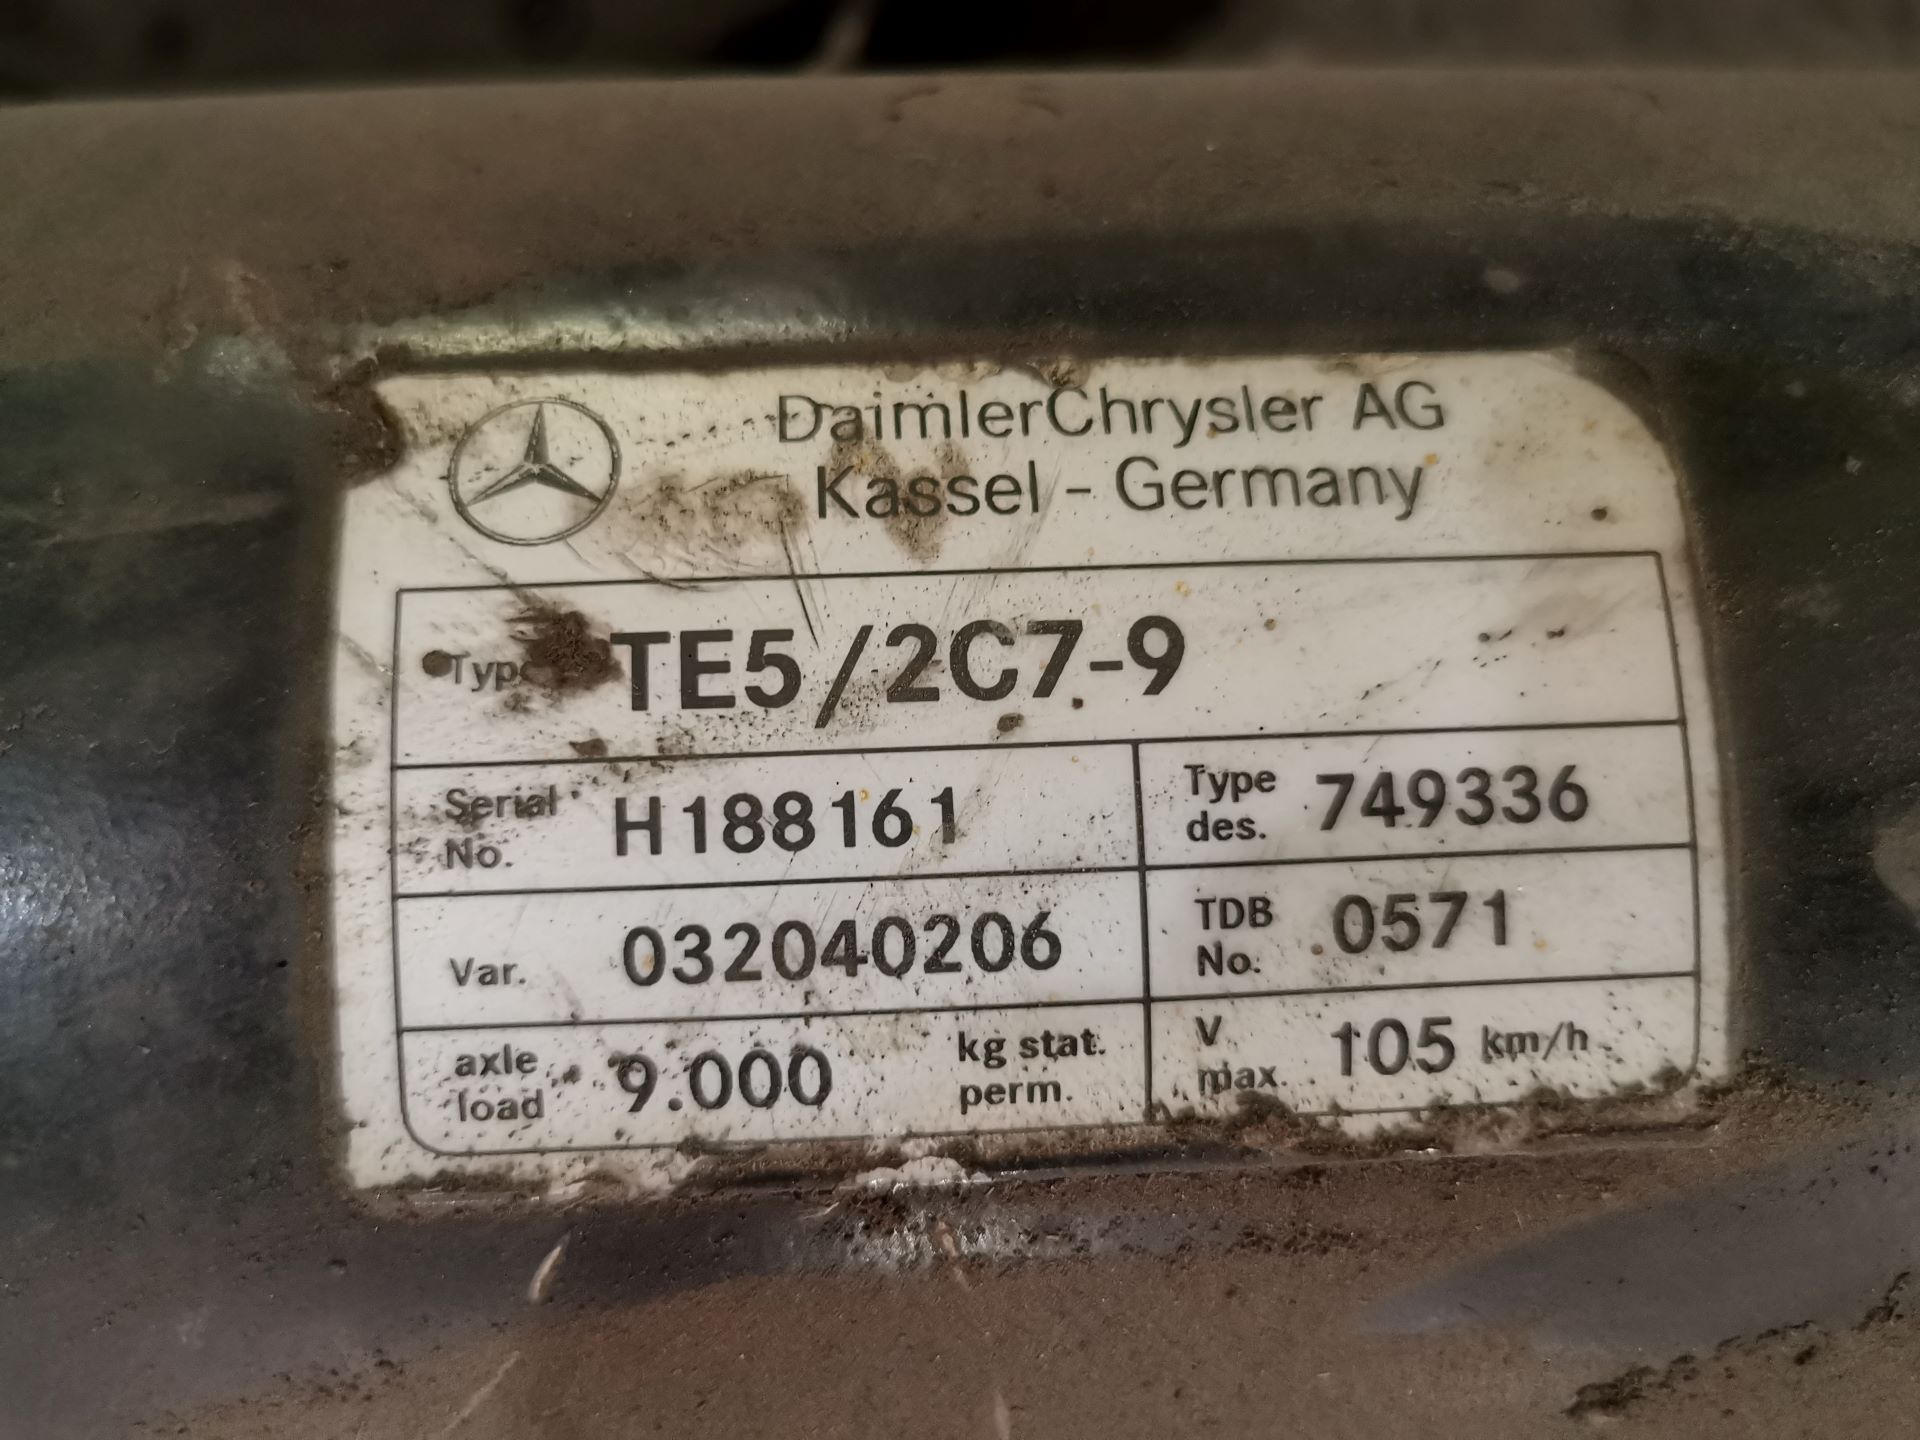 DaimlerChrysler AG
Kassel - Germany
Type TE5/2C7-9
Serial No. H188161 Type des. 749336
Var. 032040206 TDB No. 0571
axle load 9.000 kg stat. perm. V max. 105 km/h